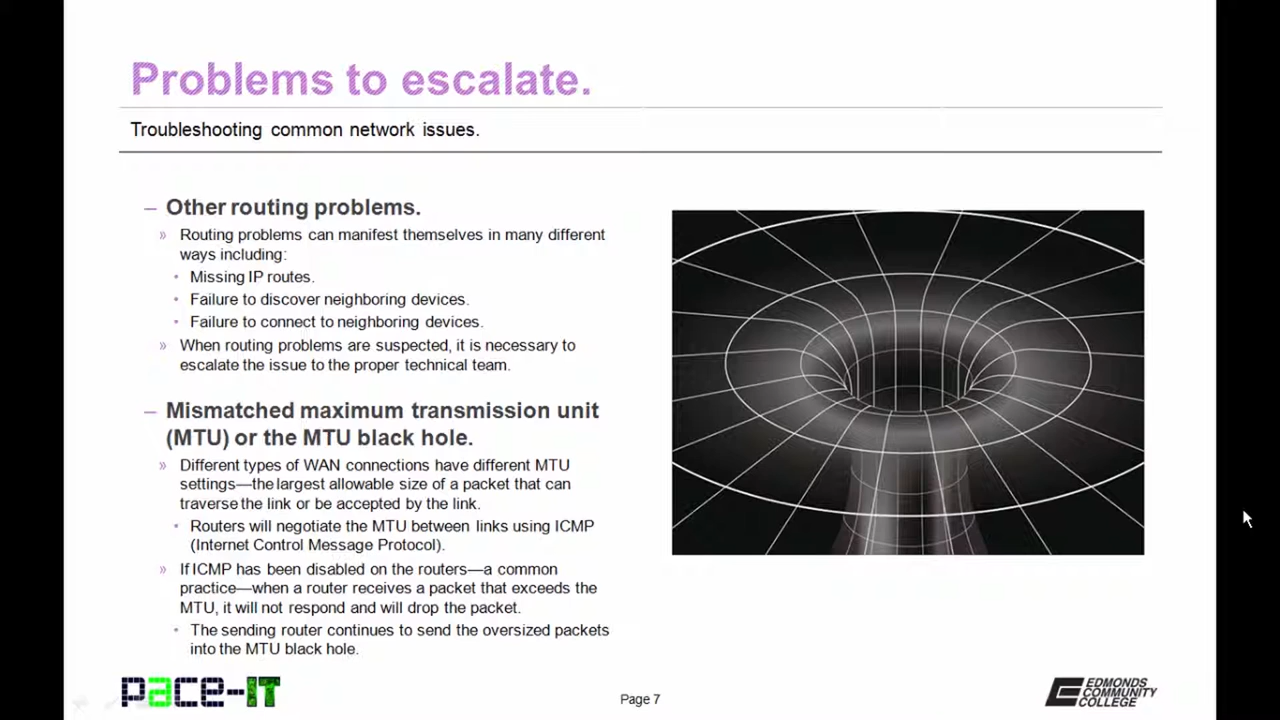 Problems to escalate.
Troubleshooting common network issues.
– Other routing problems.
» Routing problems can manifest themselves in many different
ways including:
• Missing IP routes.
• Failure to discover neighboring devices.
• Failure to connect to neighboring devices.
» When routing problems are suspected, it is necessary to
escalate the issue to the proper technical team.
– Mismatched maximum transmission unit
(MTU) or the MTU black hole.
» Different types of WAN connections have different MTU
settings—the largest allowable size of a packet that can
traverse the link or be accepted by the link.
• Routers will negotiate the MTU between links using ICMP
(Internet Control Message Protocol).
» If ICMP has been disabled on the routers—a common
practice—when a router receives a packet that exceeds the
MTU, it will not respond and will drop the packet.
• The sending router continues to send the oversized packets
into the MTU black hole.
pace-IT
Page 7
EDMONDS
COMMUNITY
COLLEGE